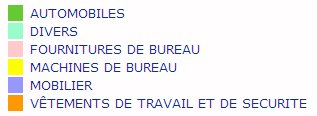 AUTOMOBILES
DIVERS
FOURNITURES DE BUREAU
MACHINES DE BUREAU
MOBILIER
VÊTEMENTS DE TRAVAIL ET DE SECURITE